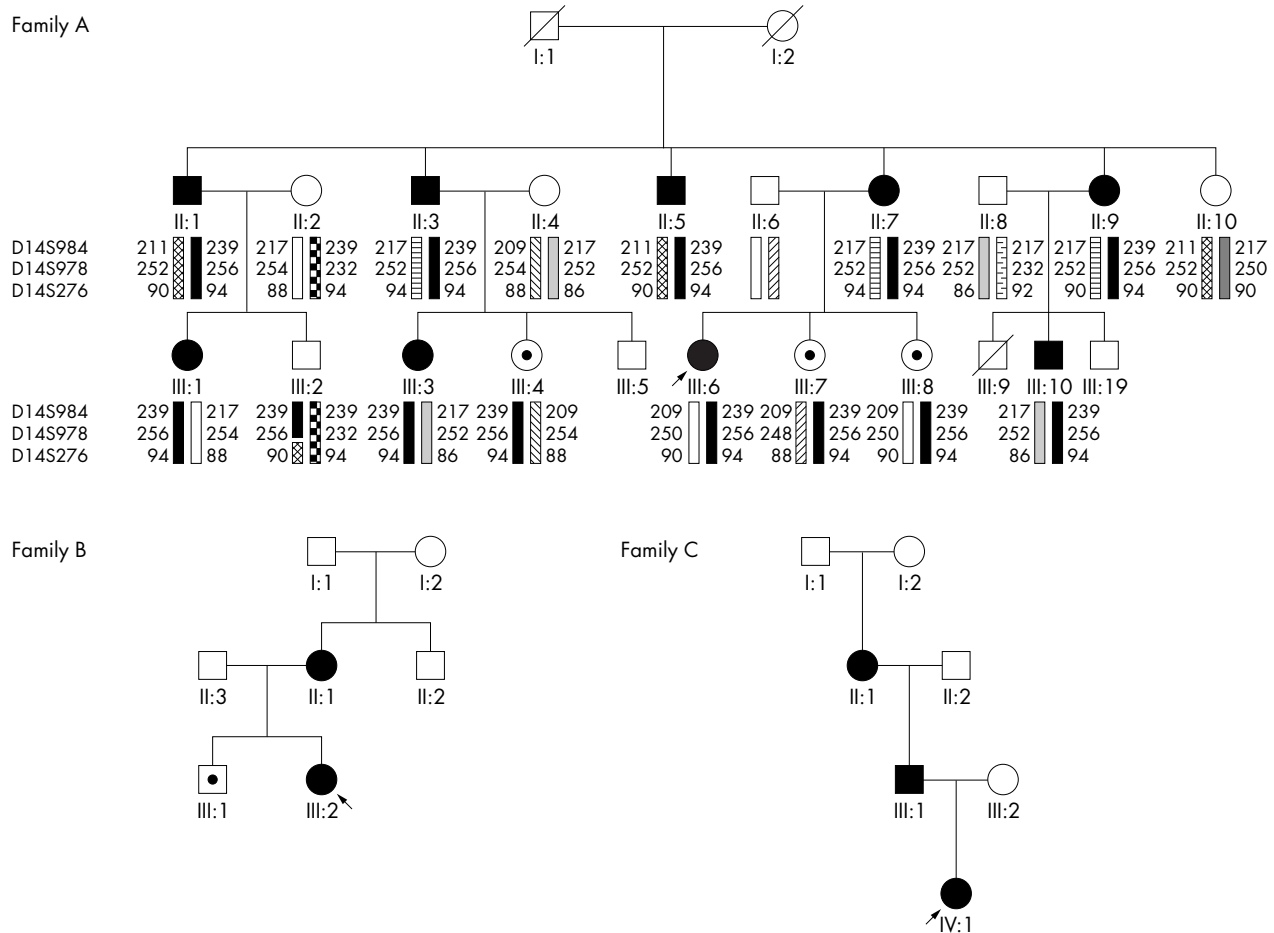 Family A
I:1 I:2
II:1 II:2 II:3 II:4 II:5 II:6 II:7 II:8 II:9 II:10
D14S984 211 239 217 239 217 239 209 217 211 239 217 239 217 217 217 239 211 217
D14S978 252 256 254 232 252 256 254 252 252 256 252 256 252 232 252 256 252 250
D14S276 90 94 88 94 94 94 88 86 90 94 94 94 86 92 90 94 90 90
III:1 III:2 III:3 III:4 III:5 III:6 III:7 III:8 III:9 III:10 III:19
D14S984 239 217 239 239 239 217 239 209 209 239 209 239 209 239 217 239
D14S978 256 254 256 232 256 252 256 254 250 256 248 256 250 256 252 256
D14S276 94 88 90 94 94 86 94 88 90 94 88 94 90 94 86 94
Family B
I:1 I:2
II:3 II:1 II:2
III:1 III:2
Family C
I:1 I:2
II:1 II:2
III:1 III:2
IV:1